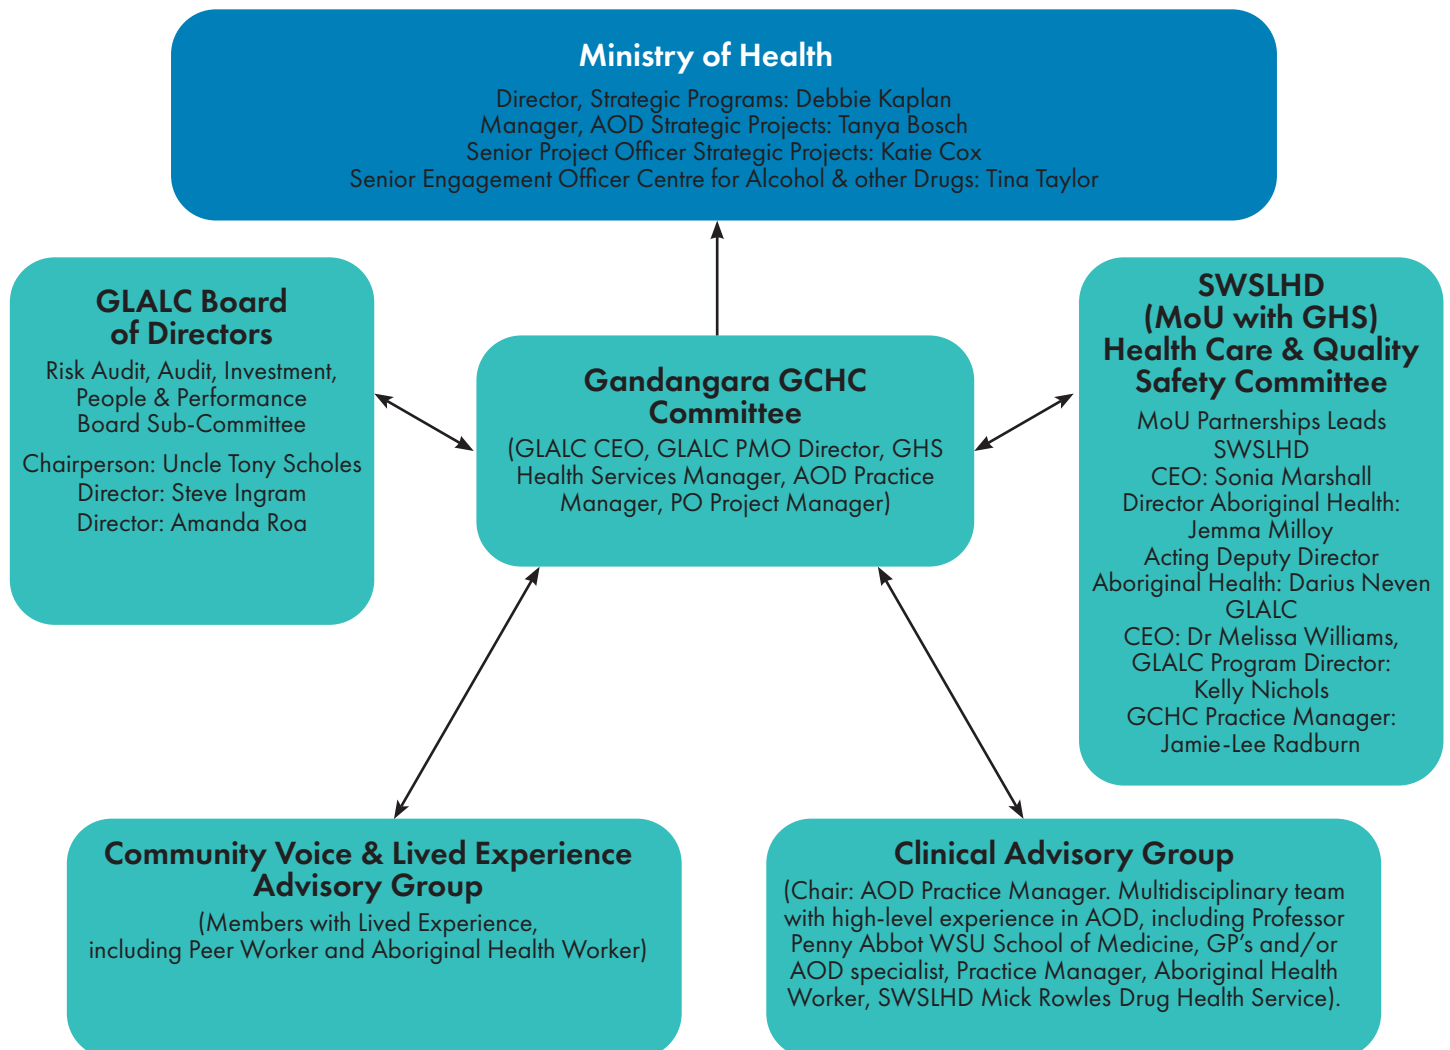 Ministry of Health
Director, Strategic Programs: Debbie Kaplan
Manager, AOD Strategic Projects: Tanya Bosch
Senior Project Officer Strategic Projects: Katie Cox
Senior Engagement Officer Centre for Alcohol & other Drugs: Tina Taylor
GLALC Board
of Directors
Risk Audit, Audit, Investment,
People & Performance
Board Sub-Committee
Chairperson: Uncle Tony Scholes
Director: Steve Ingram
Director: Amanda Roa
Gandangara GCHC
Committee
(GLALC CEO, GLALC PMO Director, GHS
Health Services Manager, AOD Practice
Manager, PO Project Manager)
SWSLHD
(MoU with GHS)
Health Care & Quality
Safety Committee
MoU Partnerships Leads
SWSLHD
CEO: Sonia Marshall
Director Aboriginal Health:
Jemma Milloy
Acting Deputy Director
Aboriginal Health: Darius Neven
GLALC
CEO: Dr Melissa Williams,
GLALC Program Director:
Kelly Nichols
GCHC Practice Manager:
Jamie-Lee Radburn
Community Voice & Lived Experience
Advisory Group
(Members with Lived Experience,
including Peer Worker and Aboriginal Health Worker)
Clinical Advisory Group
(Chair: AOD Practice Manager. Multidisciplinary team
with high-level experience in AOD, including Professor
Penny Abbot WSU School of Medicine, GP's and/or
AOD specialist, Practice Manager, Aboriginal Health
Worker, SWSLHD Mick Rowles Drug Health Service).